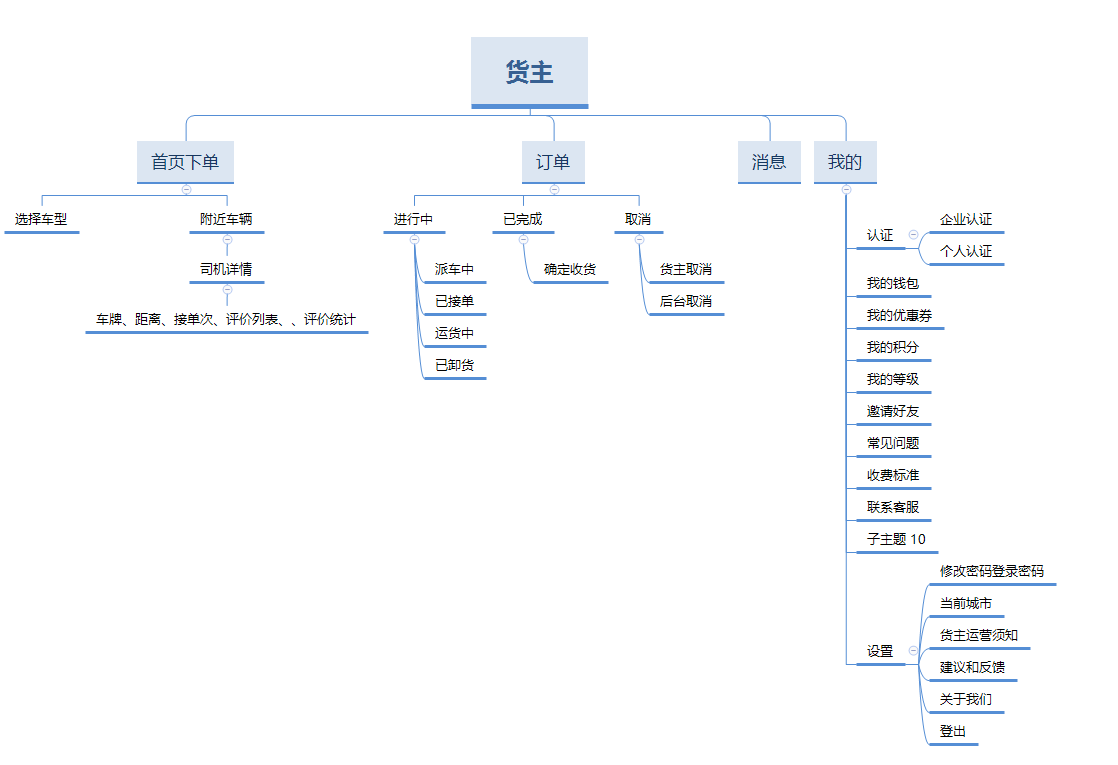 货主
首页下单
订单
消息
我的
选择车型
附近车辆
司机详情
车牌、距离、接单次、评价列表、、评价统计
进行中
派车中
已接单
运货中
已卸货
已完成
确定收货
取消
货主取消
后台取消
认证
企业认证
个人认证
我的钱包
我的优惠券
我的积分
我的等级
邀请好友
常见问题
收费标准
联系客服
子主题 10
设置
修改密码登录密码
当前城市
货主运营须知
建议和反馈
关于我们
登出